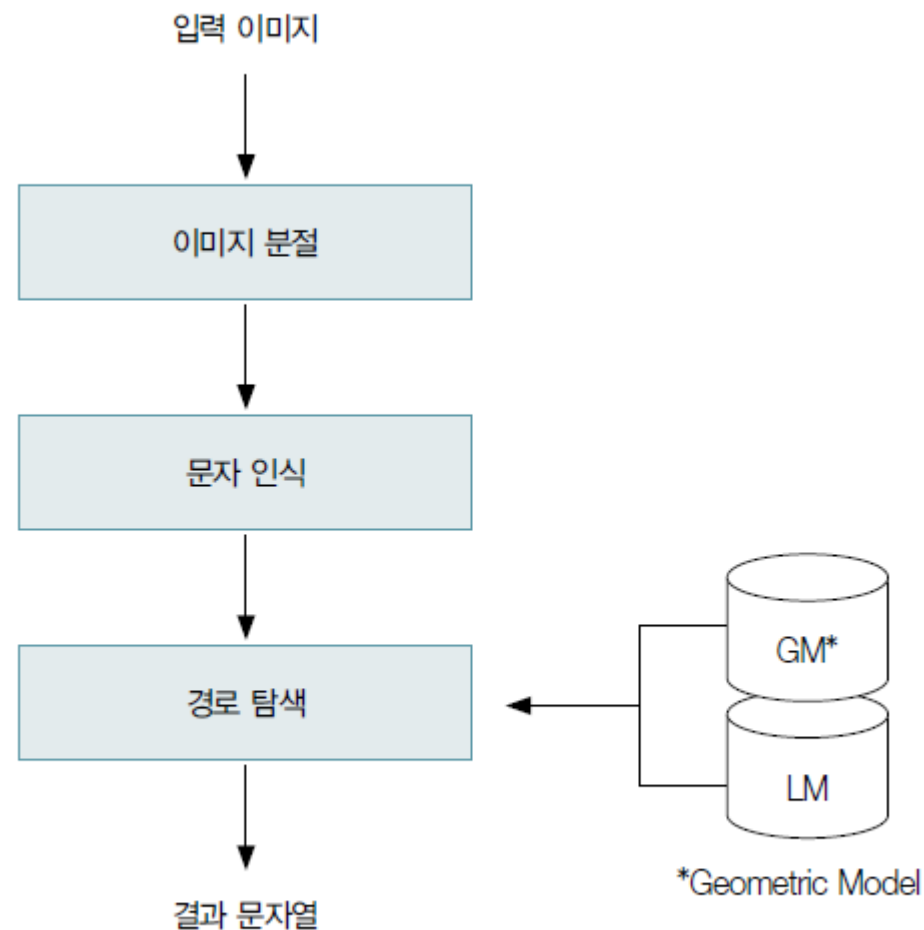 입력 이미지
이미지 분절
문자 인식
경로 탐색
GM*
LM
*Geometric Model
결과 문자열